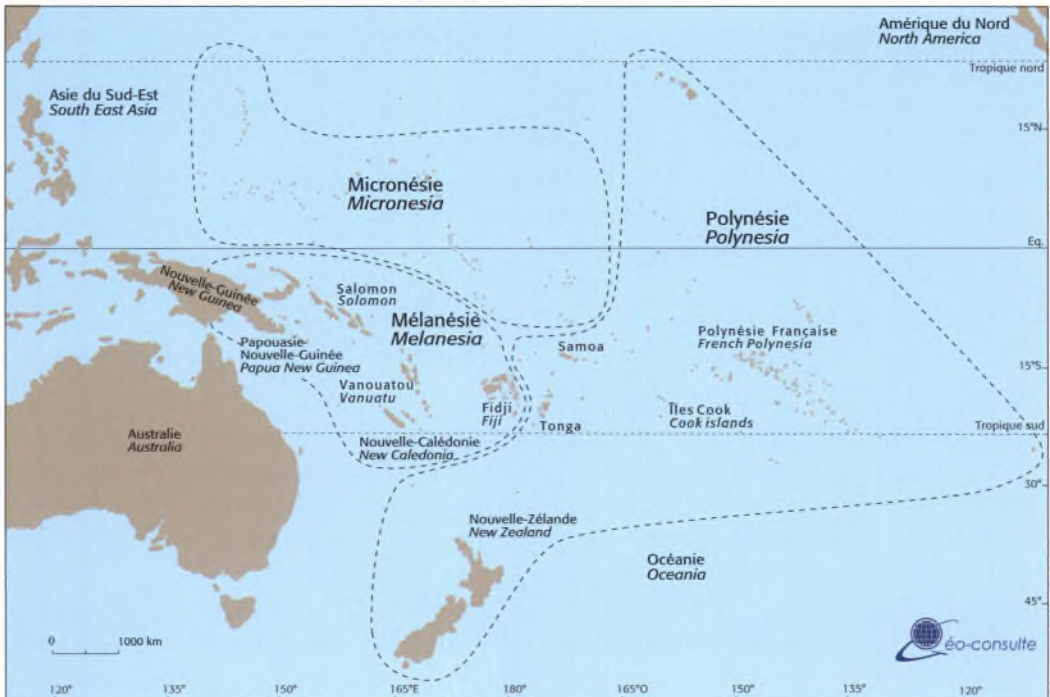 Amérique du Nord
North America
Tropique nord
Asie du Sud-Est
South East Asia
15°N
Micronésie
Micronesia
Polynésie
Polynesia
Eq.
Nouvelle-Guinée
New Guinea
Salomon
Solomon
Mélanésie
Melanesia
Papouasie
Nouvelle-Guinée
Papua New Guinea
Samoa
Polynésie Française
French Polynesia
15°S
Vanouatou
Vanuatu
Fidji
Fiji
Tonga
Îles Cook
Cook islands
Tropique sud
Australie
Australia
Nouvelle-Calédonie
New Caledonia
30°
Nouvelle-Zélande
New Zealand
Océanie
Oceania
45°
0 1000 km
éo-consulte
120° 135° 150° 165°E 180° 165°O 150° 135° 120°